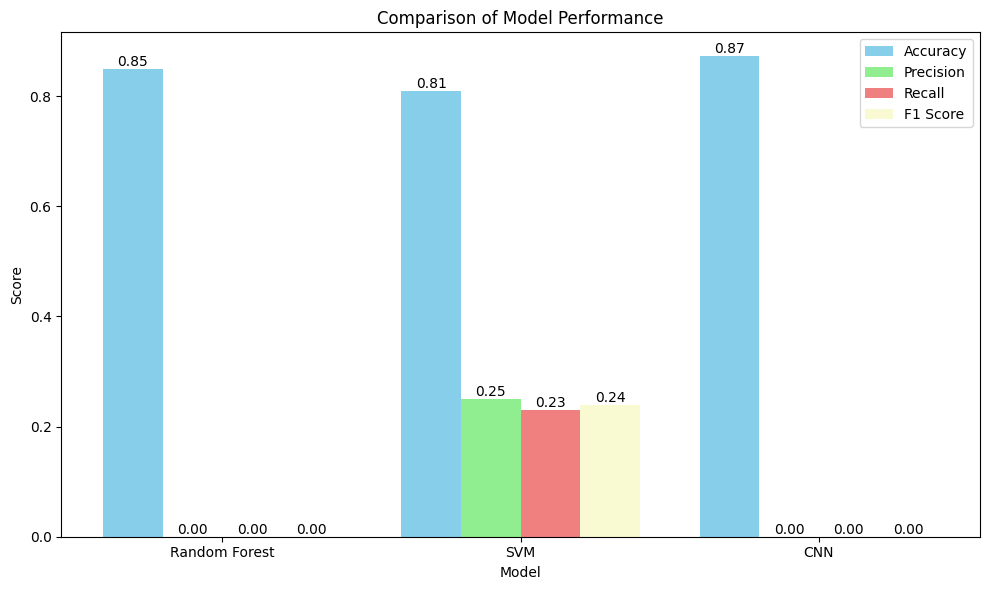 Comparison of Model Performance
Accuracy
Precision
Recall
F1 Score
Score
0.8
0.6
0.4
0.2
0.0
0.85
0.00
0.00
0.00
0.81
0.25
0.23
0.24
0.87
0.00
0.00
0.00
Random Forest
SVM
CNN
Model